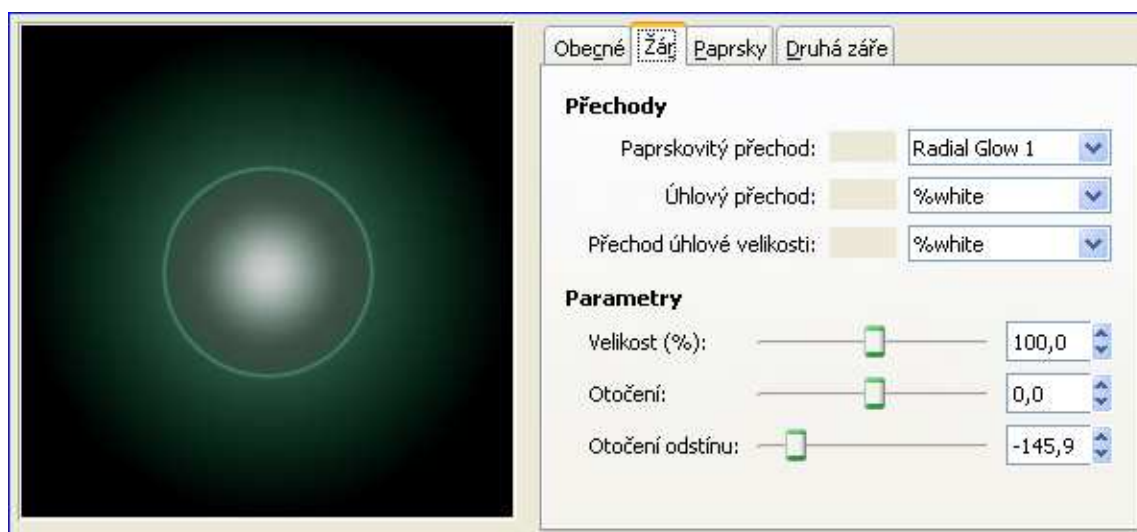 Obecné Žár Paprsky Druhá záře
Přechody
Paprskovitý přechod: Radial Glow 1
Úhlový přechod: %white
Přechod úhlové velikosti: %white
Parametry
Velikost (%): 100,0
Otočení: 0,0
Otočení odstínu: -145,9